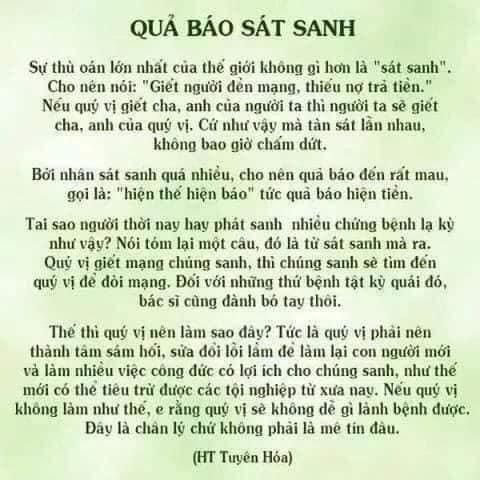 QUẢ BÁO SÁT SANH
Sự thù oán lớn nhất của thế giới không gì hơn là "sát sanh".
Cho nên nói: "Giết người đền mạng, thiếu nợ trả tiền."
Nếu quý vị giết cha, anh của người ta thì người ta sẽ giết
cha, anh của quý vị. Cứ như vậy mà tàn sát lẫn nhau,
không bao giờ chấm dứt.
Bởi nhân sát sanh quá nhiều, cho nên quả báo đến rất mau,
gọi là: "hiện thế hiện báo" tức quả báo hiện tiền.
Tai sao người thời nay hay phát sanh nhiều chứng bệnh lạ kỳ
như vậy? Nói tóm lại một câu, đó là từ sát sanh mà ra.
Quý vị giết mạng chúng sanh, thì chúng sanh sẽ tìm đến
quý vị để đòi mạng. Đối với những thứ bệnh tật kỳ quái đó,
bác sĩ cũng đành bó tay thôi.
Thế thì quý vị nên làm sao đây? Tức là quý vị phải nên
thành tâm sám hối, sửa đổi lỗi lầm để làm lại con người mới
và làm nhiều việc công đức có lợi ích cho chúng sanh, như thế
mới có thể tiêu trừ được các tội nghiệp từ xưa nay. Nếu quý vị
không làm như thế, e rằng quý vị sẽ không dễ gì lành bệnh được.
Đây là chân lý chứ không phải là mê tín đâu.
(HT Tuyên Hóa)